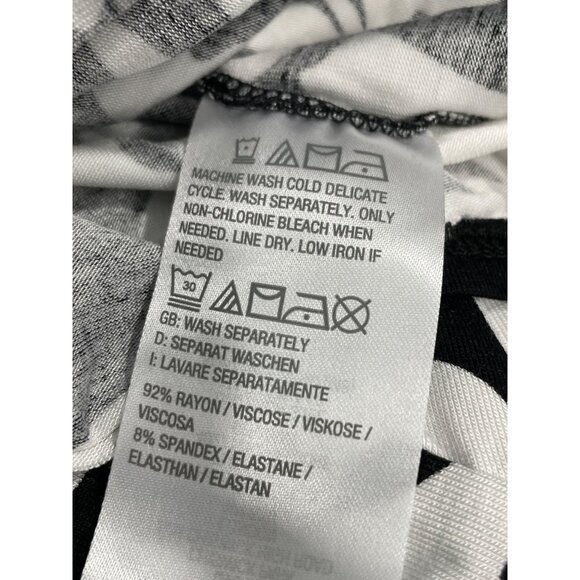 MACHINE WASH COLD DELICATE
CYCLE. WASH SEPARATELY. ONLY
NON-CHLORINE BLEACH WHEN
NEEDED. LINE DRY. LOW IRON IF
NEEDED
30
GB: WASH SEPARATELY
D: SEPARAT WASCHEN
I: LAVARE SEPARATAMENTE
92% RAYON / VISCOSE / VISKOSE /
VISCOSA
8% SPANDEX / ELASTANE /
ELASTHAN / ELASTAN